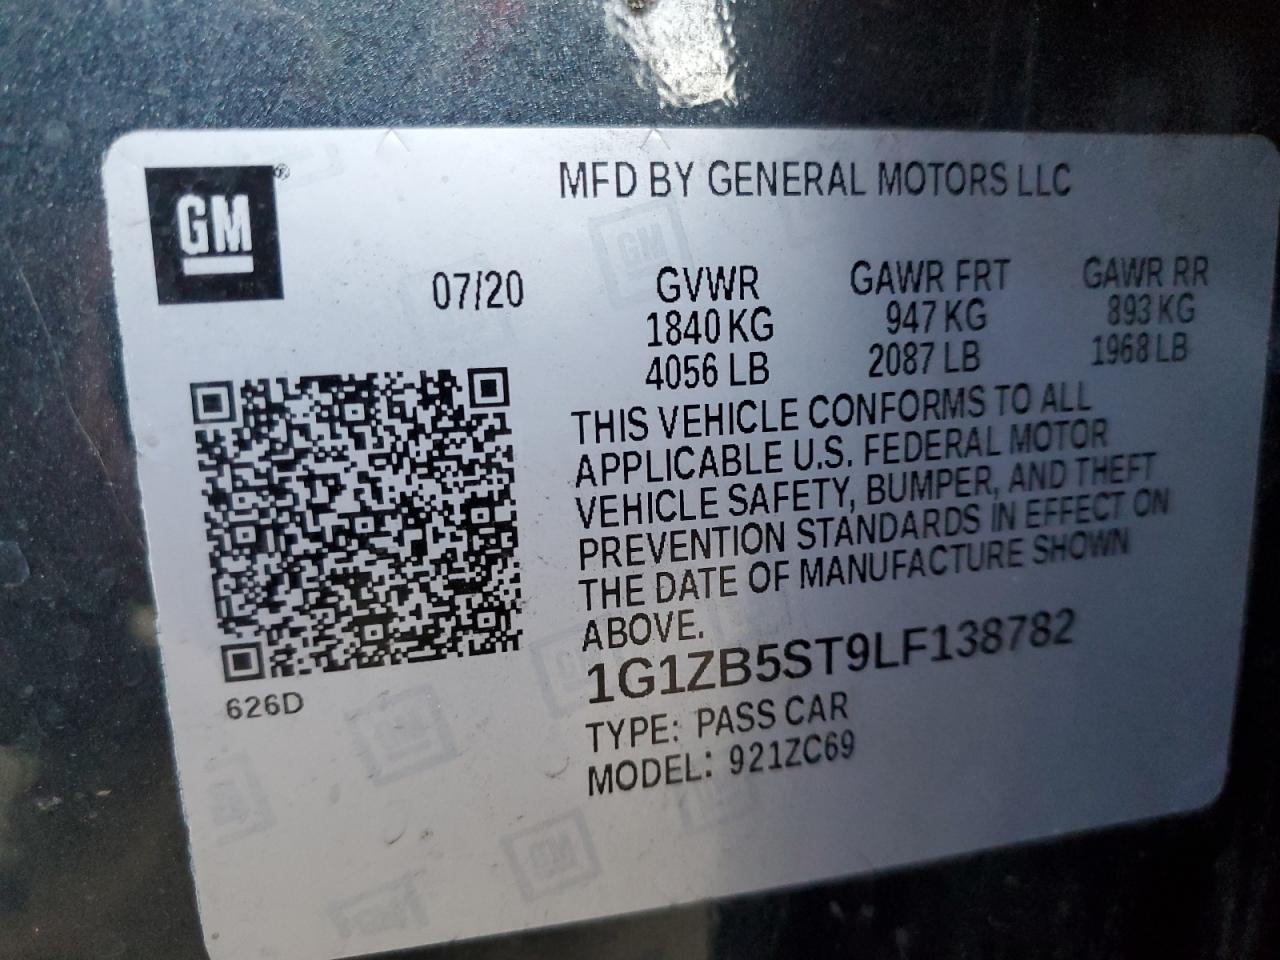 GM®
MFD BY GENERAL MOTORS LLC
07/20
GVWR
1840 KG
4056 LB
GAWR FRT
947 KG
2087 LB
GAWR RR
893 KG
1968 LB
THIS VEHICLE CONFORMS TO ALL
APPLICABLE U.S. FEDERAL MOTOR
VEHICLE SAFETY, BUMPER, AND THEFT
PREVENTION STANDARDS IN EFFECT ON
THE DATE OF MANUFACTURE SHOWN
ABOVE.
1G1ZB5ST9LF138782
TYPE: PASS CAR
MODEL: 921ZC69
626D